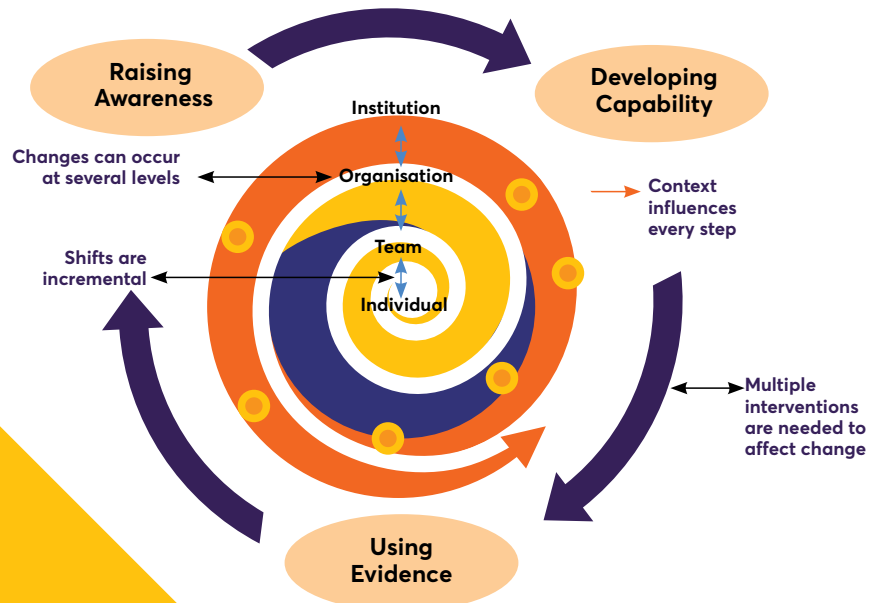 Raising
Awareness
Developing
Capability
Institution
Changes can occur
at several levels
Organisation
Context
influences
every step
Team
Shifts are
incremental
Individual
Multiple
interventions
are needed to
affect change
Using
Evidence